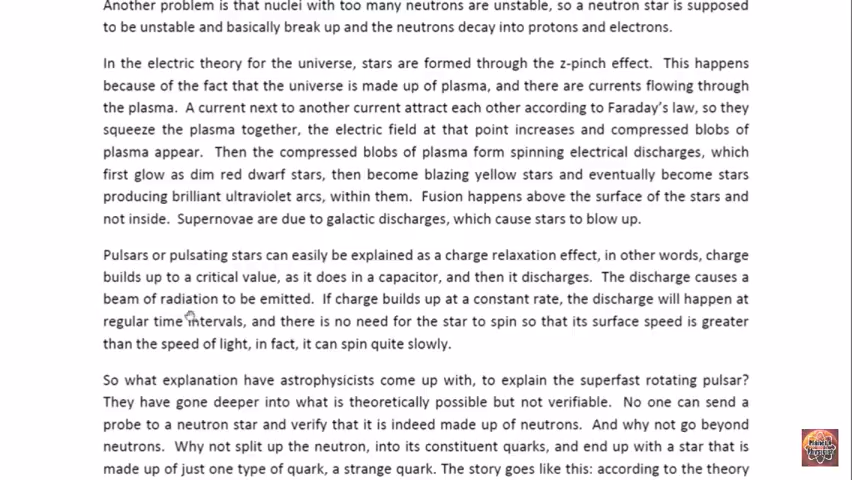 Another problem is that nuclei with too many neutrons are unstable, so a neutron star is supposed
to be unstable and basically break up and the neutrons decay into protons and electrons.
In the electric theory for the universe, stars are formed through the z-pinch effect. This happens
because of the fact that the universe is made up of plasma, and there are currents flowing through
the plasma. A current next to another current attract each other according to Faraday's law, so they
squeeze the plasma together, the electric field at that point increases and compressed blobs of
plasma appear. Then the compressed blobs of plasma form spinning electrical discharges, which
first glow as dim red dwarf stars, then become blazing yellow stars and eventually become stars
producing brilliant ultraviolet arcs, within them. Fusion happens above the surface of the stars and
not inside. Supernovae are due to galactic discharges, which cause stars to blow up.
Pulsars or pulsating stars can easily be explained as a charge relaxation effect, in other words, charge
builds up to a critical value, as it does in a capacitor, and then it discharges. The discharge causes a
beam of radiation to be emitted. If charge builds up at a constant rate, the discharge will happen at
regular time intervals, and there is no need for the star to spin so that its surface speed is greater
than the speed of light, in fact, it can spin quite slowly.
So what explanation have astrophysicists come up with, to explain the superfast rotating pulsar?
They have gone deeper into what is theoretically possible but not verifiable. No one can send a
probe to a neutron star and verify that it is indeed made up of neutrons. And why not go beyond
neutrons. Why not split up the neutron, into its constituent quarks, and end up with a star that is
made up of just one type of quark, a strange quark. The story goes like this: according to the theory